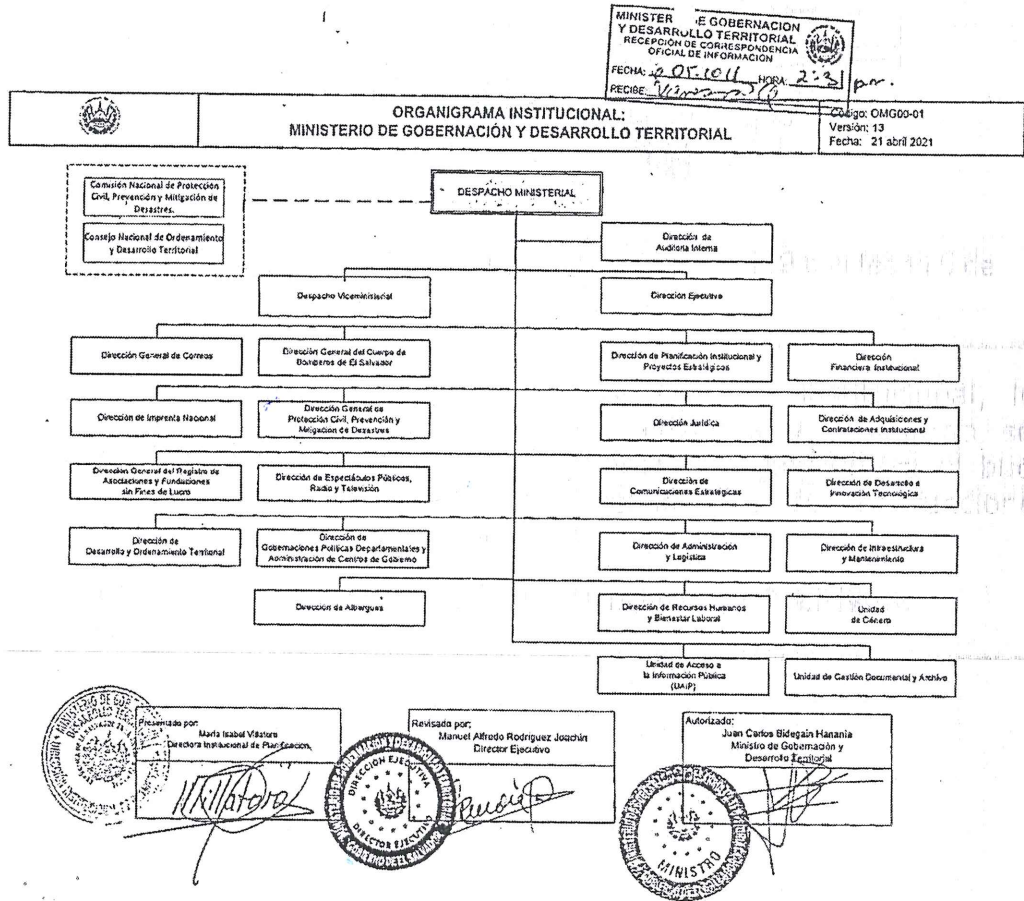 MINISTER E GOBERNACION
Y DESARROLLO TERRITORIAL
RECEPCIÓN DE CORRESPONDENCIA
OFICIAL DE INFORMACIÓN
FECHA: HORA: 2:31 pm.
RECIBE:
ORGANIGRAMA INSTITUCIONAL:
MINISTERIO DE GOBERNACIÓN Y DESARROLLO TERRITORIAL
Código: OMG00-01
Versión: 13
Fecha: 21 abril 2021
Comisión Nacional de Protección
Civil, Prevención y Mitigación de
Desastres.
Consejo Nacional de Ordenamiento
y Desarrollo Territorial
DESPACHO MINISTERIAL
Dirección de
Auditoría Interna
Despacho Viceministerial
Dirección Ejecutiva
Dirección General de Correos
Dirección General del Cuerpo de
Bomberos de El Salvador
Dirección de Planificación Institucional y
Proyectos Estratégicos
Dirección
Financiera Institucional
Dirección de Imprenta Nacional
Dirección General de
Protección Civil, Prevención y
Mitigación de Desastres
Dirección Jurídica
Dirección de Adquisiciones y
Contrataciones Institucional
Dirección General del Registro de
Asociaciones y Fundaciones
sin Fines de Lucro
Dirección de Espectáculos Públicos,
Radio y Televisión
Dirección de
Comunicaciones Estratégicas
Dirección de Desarrollo e
Innovación Tecnológica
Dirección de
Desarrollo y Ordenamiento Territorial
Dirección de
Gobernaciones Políticas Departamentales y
Administración de Centros de Gobierno
Dirección de Administración
y Logística
Dirección de Infraestructura
y Mantenimiento
Dirección de Albergues
Dirección de Recursos Humanos
y Bienestar Laboral
Unidad
de Género
Unidad de Acceso a
la Información Pública
(UAIP)
Unidad de Gestión Documental y Archivo
Presentado por:
María Isabel
Directora Institucional de Planificación
Revisado por:
Manuel Alfredo Rodríguez Joachín
Director Ejecutivo
Autorizado:
Juan Carlos Bidegain Hanania
Ministro de Gobernación y
Desarrollo Territorial
DIRECCIÓN EJECUTIVA
DIRECTOR EJECUTIVO
GOBIERNO DE EL SALVADOR
MINISTRO